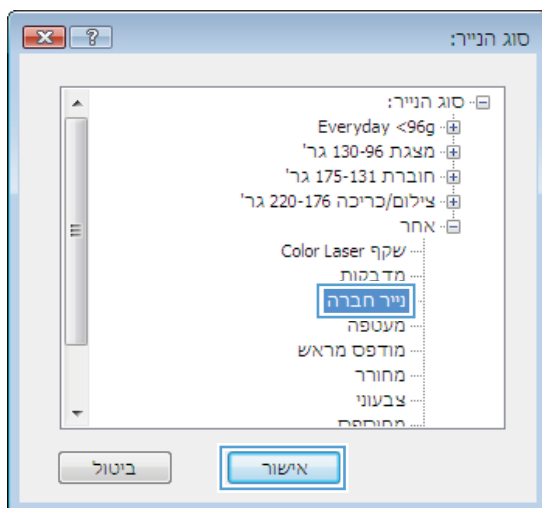 סוג הנייר:
סוג הנייר:
Everyday <96g
מצגת 130-96 גר'
חוברת 175-131 גר'
צילום/כריכה 220-176 גר'
אחר
שקף Color Laser
מדבקות
נייר חברה
מעטפה
מודפס מראש
מחורר
צבעוני
מחוספס
אישור ביטול